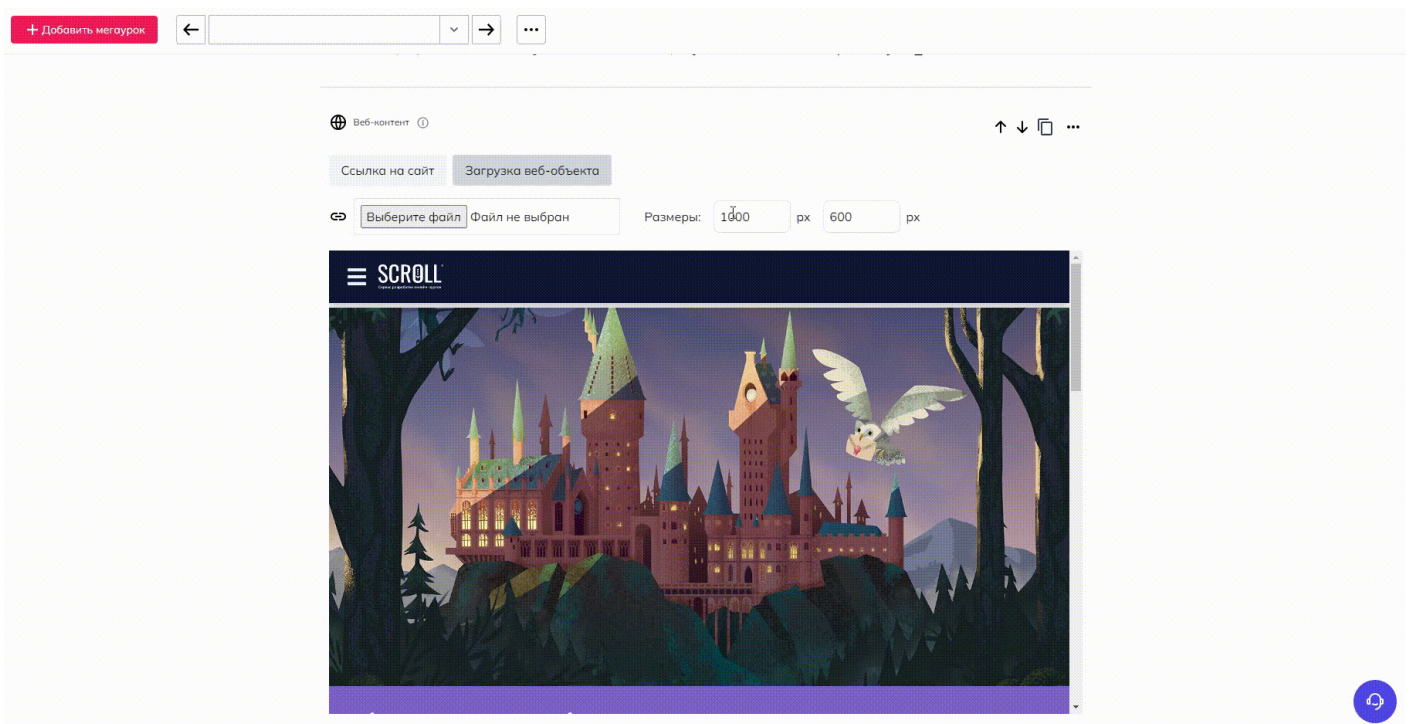 Добавить мегаурок
Веб-контент
Ссылка на сайт Загрузка веб-объекта
Выберите файл Файл не выбран Размеры: 1000 px 600 px
SCROLL